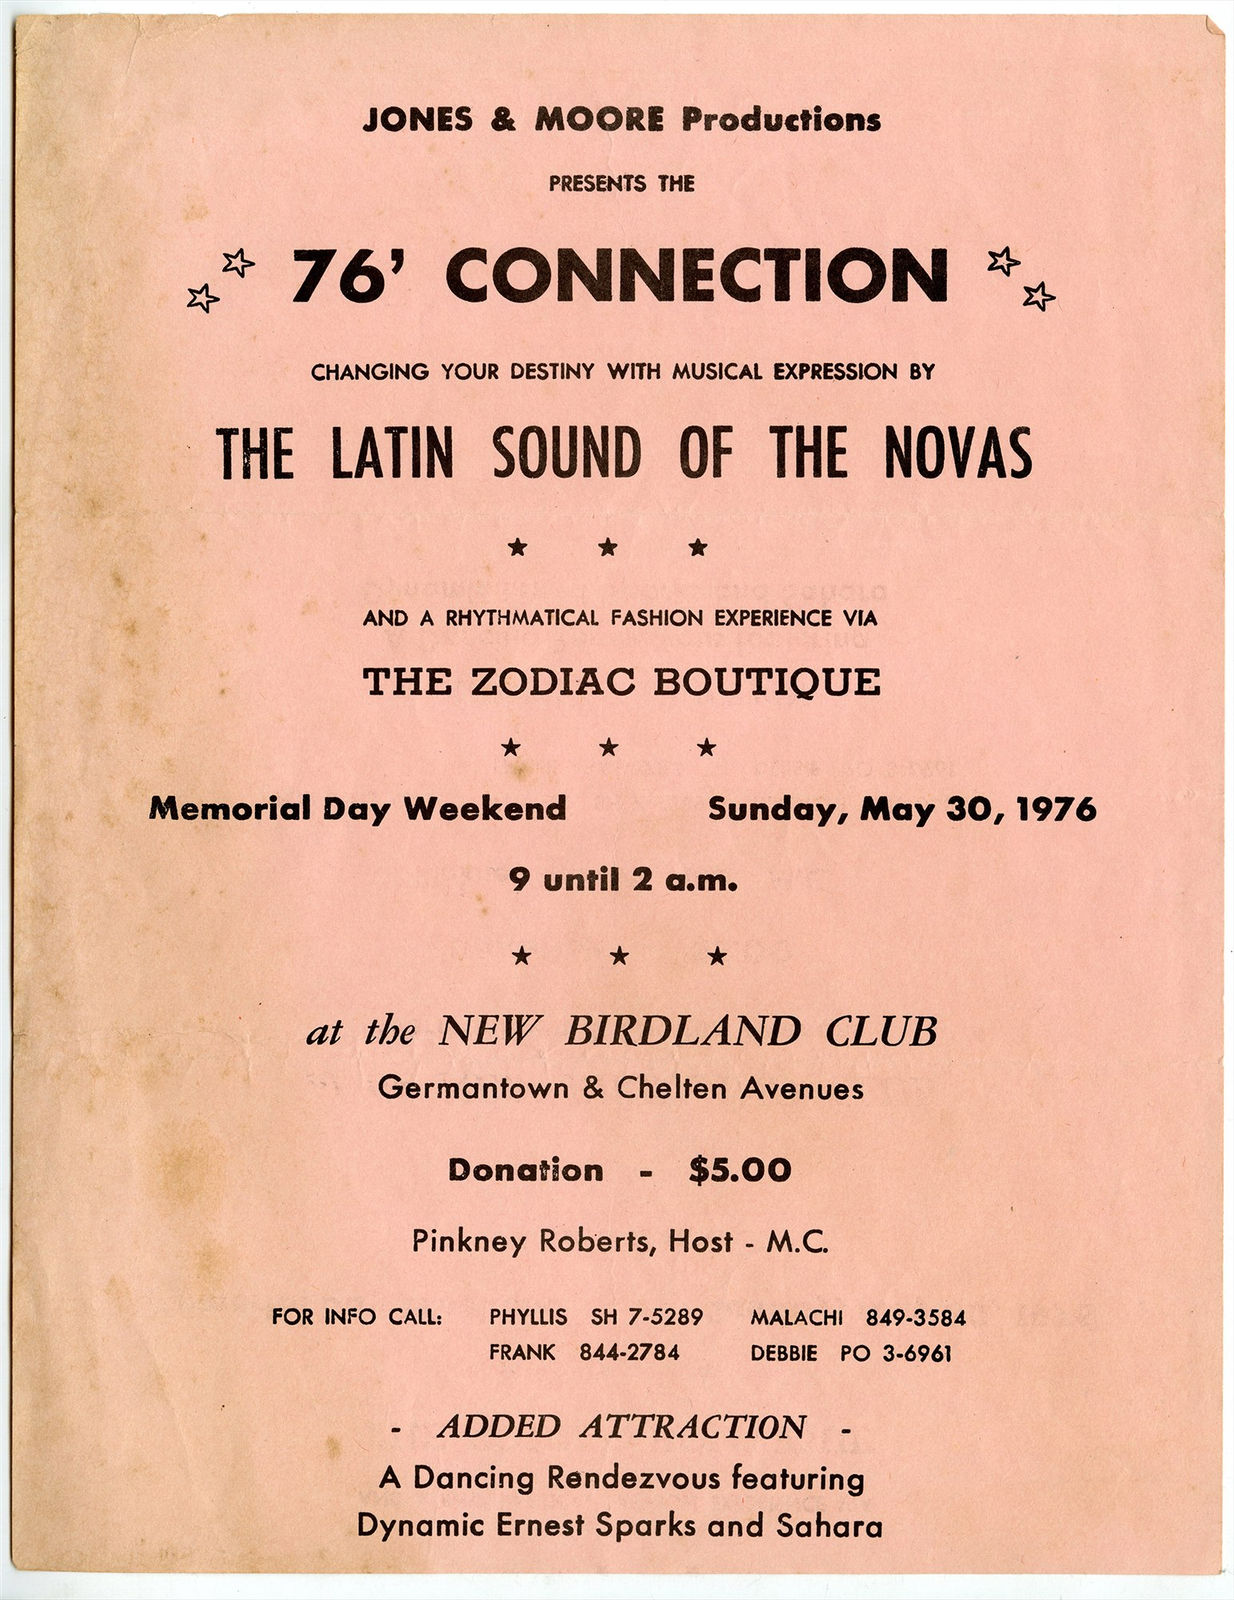 JONES & MOORE Productions
PRESENTS THE
76' CONNECTION
CHANGING YOUR DESTINY WITH MUSICAL EXPRESSION BY
THE LATIN SOUND OF THE NOVAS
AND A RHYTHMATICAL FASHION EXPERIENCE VIA
THE ZODIAC BOUTIQUE
Memorial Day Weekend Sunday, May 30, 1976
9 until 2 a.m.
at the NEW BIRDLAND CLUB
Germantown & Chelten Avenues
Donation - $5.00
Pinkney Roberts, Host - M.C.
FOR INFO CALL: PHYLLIS SH 7-5289 MALACHI 849-3584
FRANK 844-2784 DEBBIE PO 3-6961
- ADDED ATTRACTION -
A Dancing Rendezvous featuring
Dynamic Ernest Sparks and Sahara